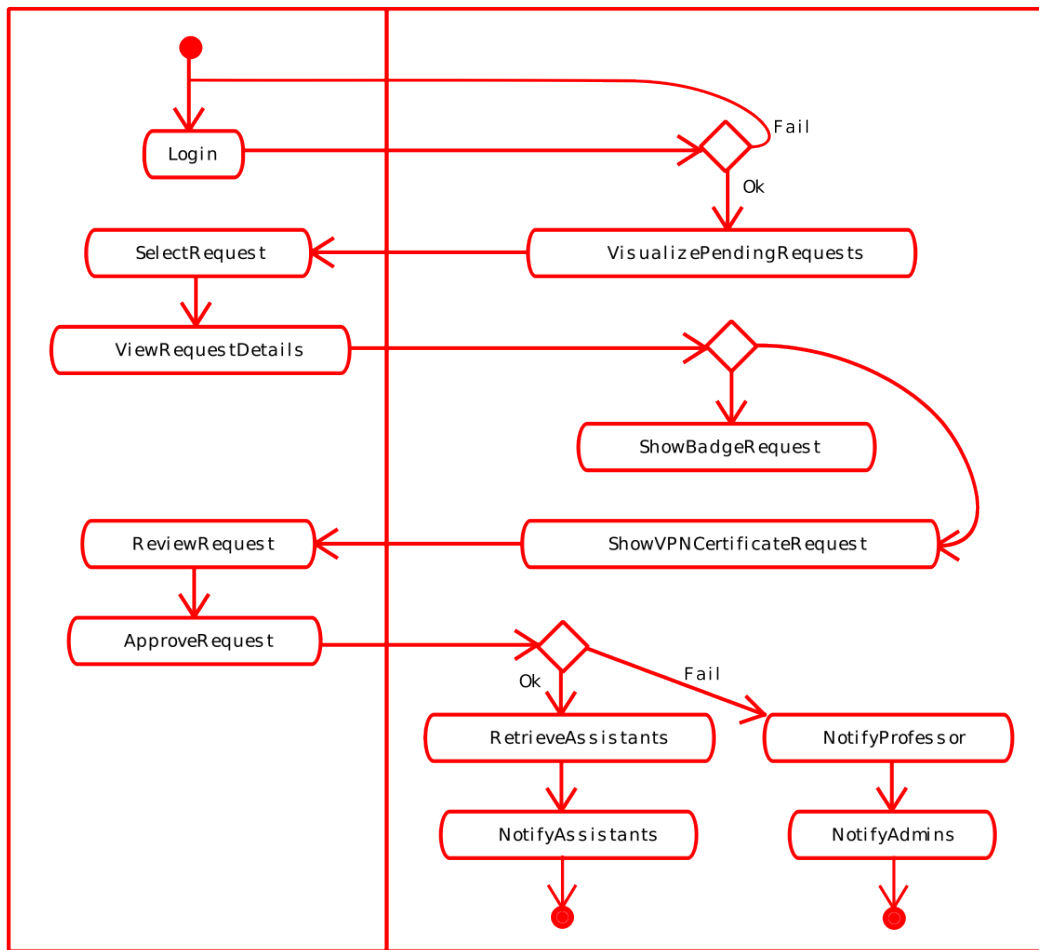 Fail
Login
Ok
SelectRequest
VisualizePendingRequests
ViewRequestDetails
ShowBadgeRequest
ReviewRequest
ShowVPNCertificateRequest
ApproveRequest
Ok
Fail
RetrieveAssistants
NotifyProfessor
NotifyAssistants
NotifyAdmins